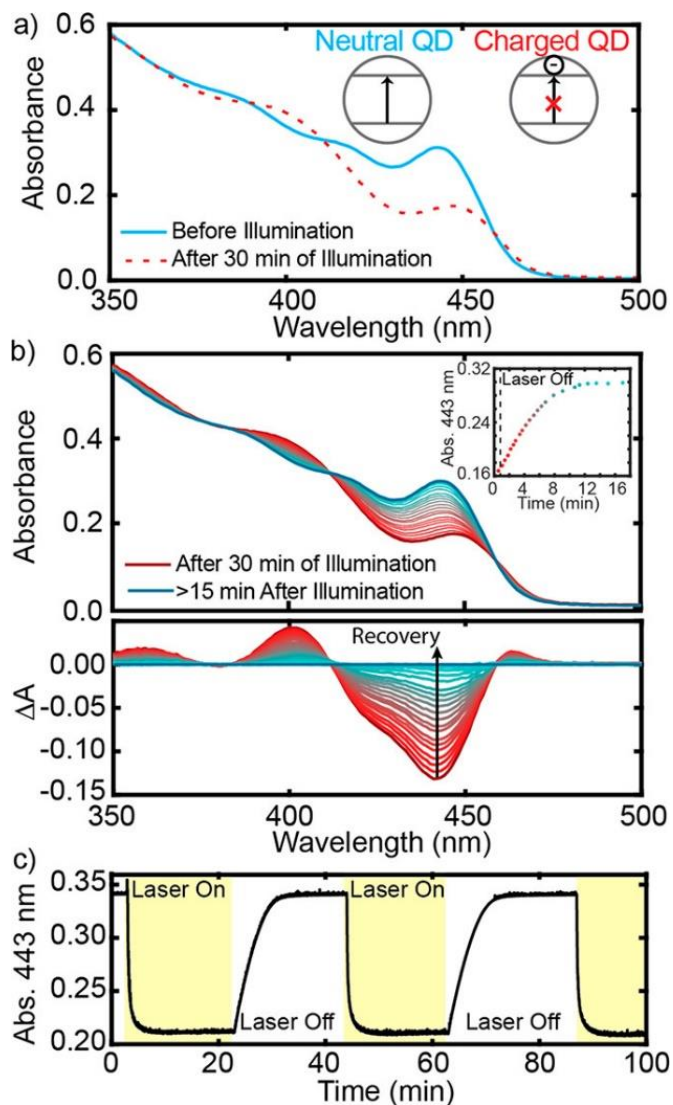 a)
0.6
0.4
0.2
0.0
Absorbance
Neutral QD
Charged QD
-
Before Illumination
After 30 min of Illumination
350
400
450
500
Wavelength (nm)
b)
0.6
0.4
0.2
0.0
Absorbance
0.32
0.24
0.16
Abs. 443 nm
Laser Off
0
4
8
12
16
Time (min)
After 30 min of Illumination
>15 min After Illumination
0.00
-0.05
-0.10
-0.15
ΔA
Recovery
350
400
450
500
Wavelength (nm)
c)
0.35
0.30
0.25
0.20
Abs. 443 nm
Laser On
Laser Off
Laser On
Laser Off
0
20
40
60
80
100
Time (min)